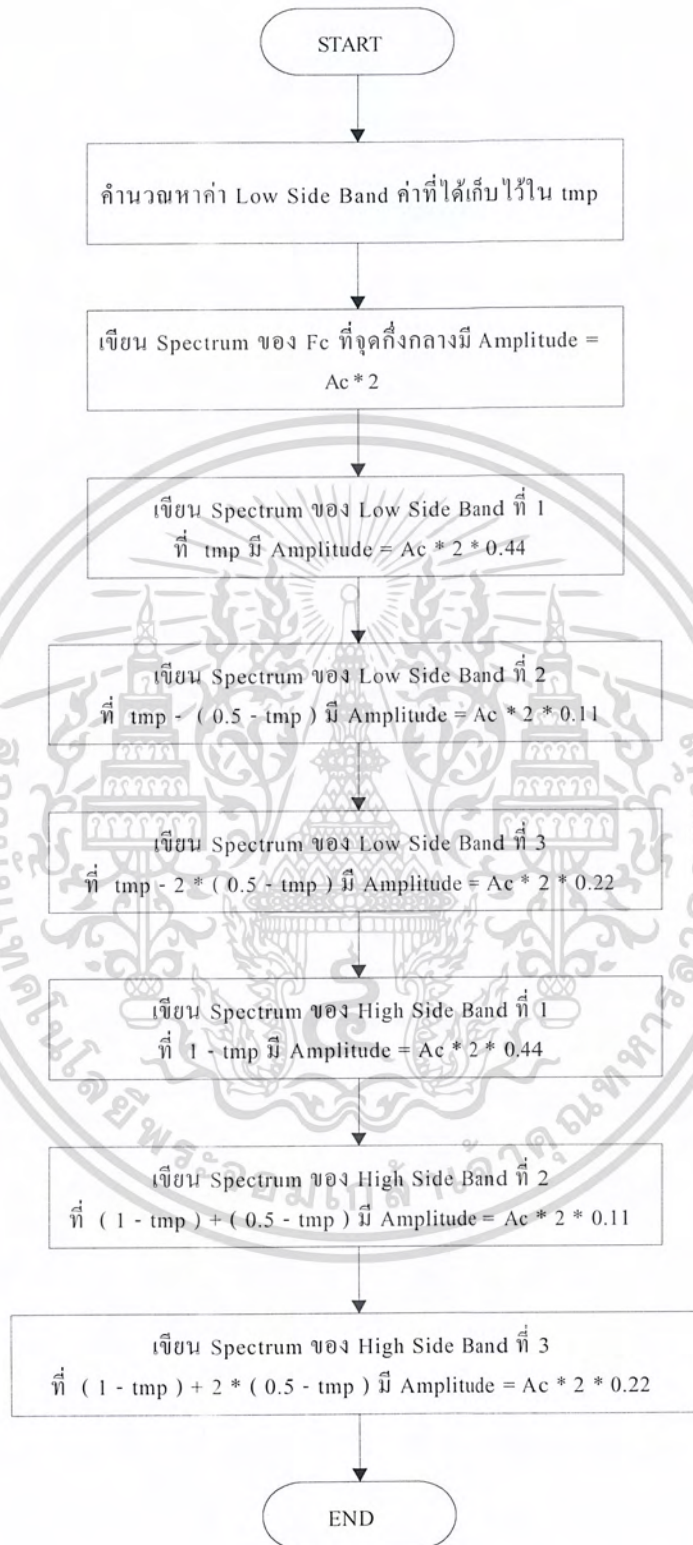 START
คำนวณหาค่า Low Side Band ค่าที่ได้เก็บไว้ใน tmp
เขียน Spectrum ของ Fc ที่จุดกึ่งกลางมี Amplitude =
Ac * 2
เขียน Spectrum ของ Low Side Band ที่ 1
ที่ tmp มี Amplitude = Ac * 2 * 0.44
เขียน Spectrum ของ Low Side Band ที่ 2
ที่ tmp - ( 0.5 - tmp ) มี Amplitude = Ac * 2 * 0.11
เขียน Spectrum ของ Low Side Band ที่ 3
ที่ tmp - 2 * ( 0.5 - tmp ) มี Amplitude = Ac * 2 * 0.22
เขียน Spectrum ของ High Side Band ที่ 1
ที่ 1 - tmp มี Amplitude = Ac * 2 * 0.44
เขียน Spectrum ของ High Side Band ที่ 2
ที่ ( 1 - tmp ) + ( 0.5 - tmp ) มี Amplitude = Ac * 2 * 0.11
เขียน Spectrum ของ High Side Band ที่ 3
ที่ ( 1 - tmp ) + 2 * ( 0.5 - tmp ) มี Amplitude = Ac * 2 * 0.22
END